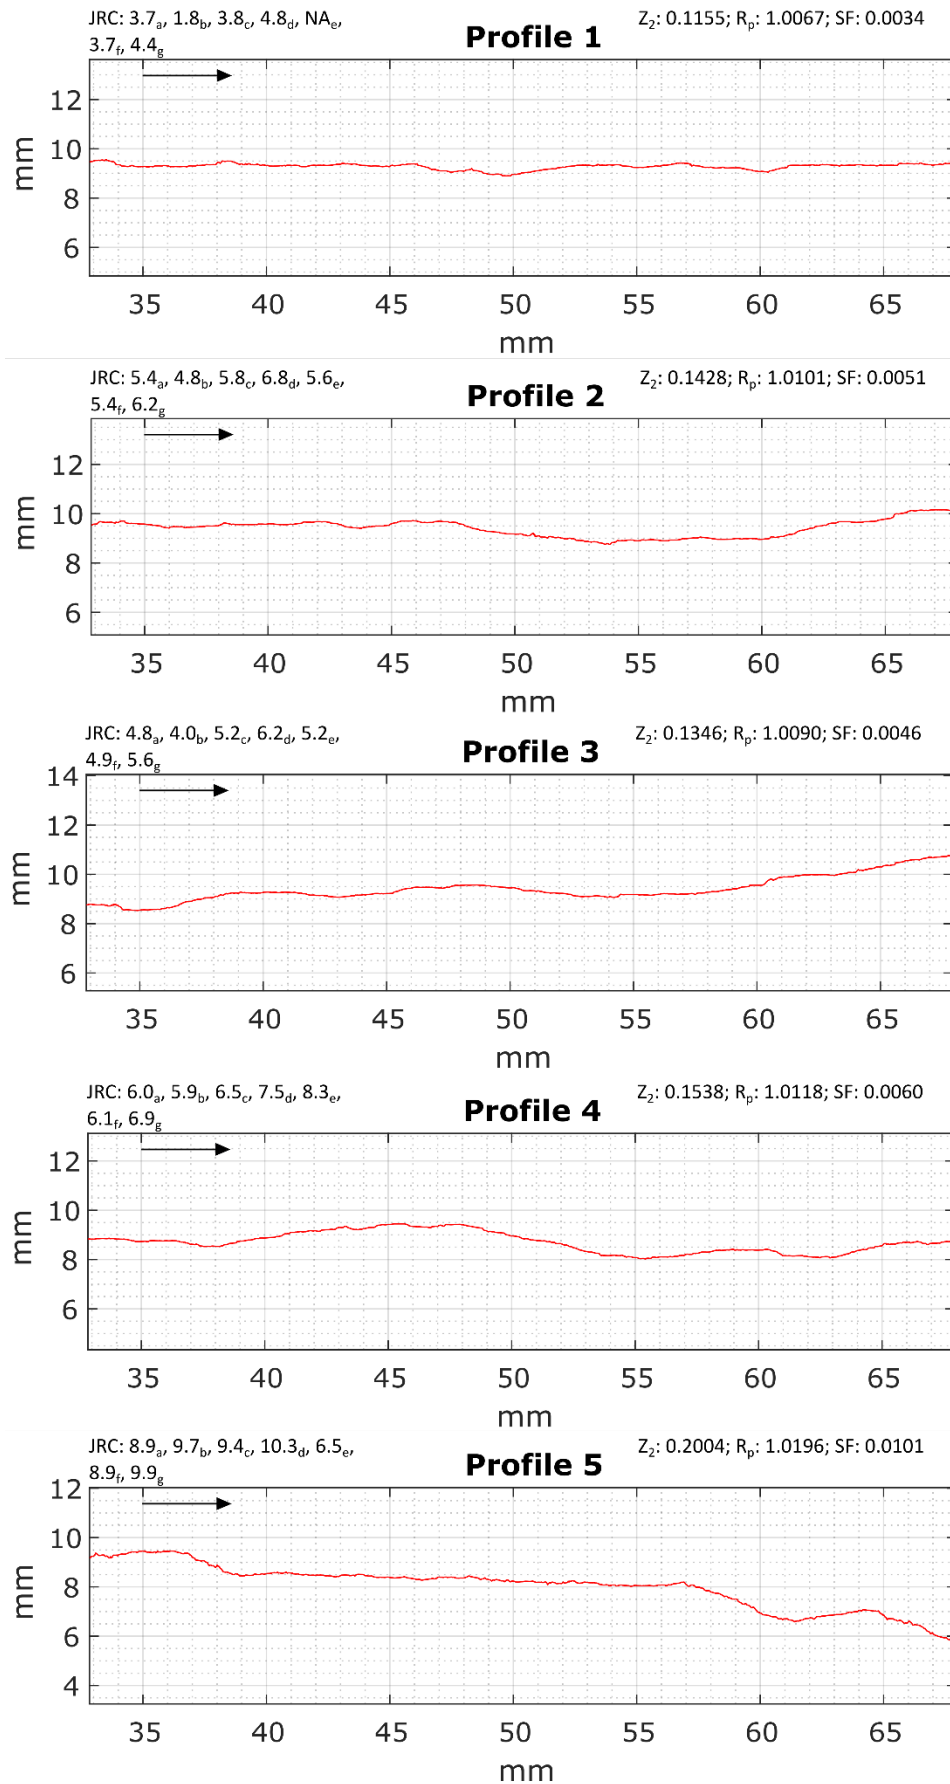 JRC: 3.7a, 1.8b, 3.8c, 4.8d, NAe,
3.7f, 4.4g
Profile 1
Z2: 0.1155; Rp: 1.0067; SF: 0.0034
12
10
8
6
mm
35 40 45 50 55 60 65
mm
JRC: 5.4a, 4.8b, 5.8c, 6.8d, 5.6e,
5.4f, 6.2g
Profile 2
Z2: 0.1428; Rp: 1.0101; SF: 0.0051
12
10
8
6
mm
35 40 45 50 55 60 65
mm
JRC: 4.8a, 4.0b, 5.2c, 6.2d, 5.2e,
4.9f, 5.6g
Profile 3
Z2: 0.1346; Rp: 1.0090; SF: 0.0046
14
12
10
8
6
mm
35 40 45 50 55 60 65
mm
JRC: 6.0a, 5.9b, 6.5c, 7.5d, 8.3e,
6.1f, 6.9g
Profile 4
Z2: 0.1538; Rp: 1.0118; SF: 0.0060
12
10
8
6
mm
35 40 45 50 55 60 65
mm
JRC: 8.9a, 9.7b, 9.4c, 10.3d, 6.5e,
8.9f, 9.9g
Profile 5
Z2: 0.2004; Rp: 1.0196; SF: 0.0101
12
10
8
6
4
mm
35 40 45 50 55 60 65
mm